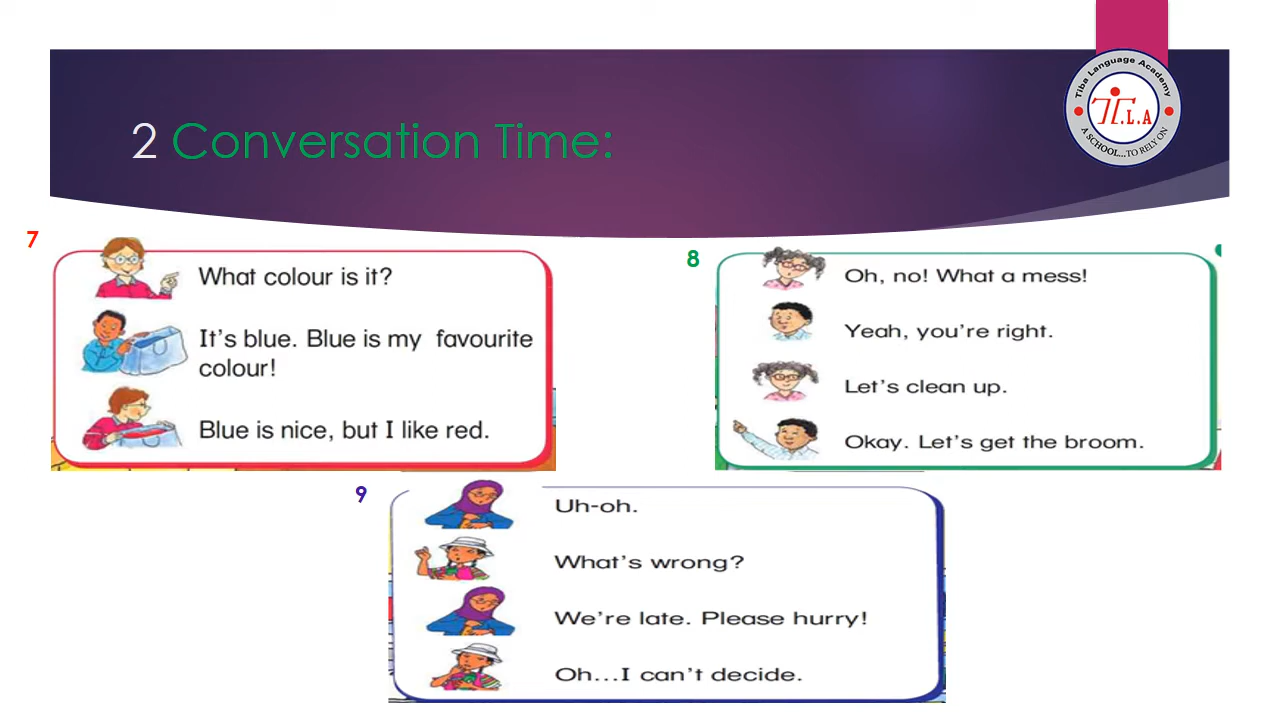 2 Conversation Time:
Tiba Language Academy
T.L.A
A SCHOOL...TO RELY ON
7
What colour is it?
It's blue. Blue is my favourite
colour!
Blue is nice, but I like red.
8
Oh, no! What a mess!
Yeah, you're right.
Let's clean up.
Okay. Let's get the broom.
9
Uh-oh.
What's wrong?
We're late. Please hurry!
Oh...I can't decide.